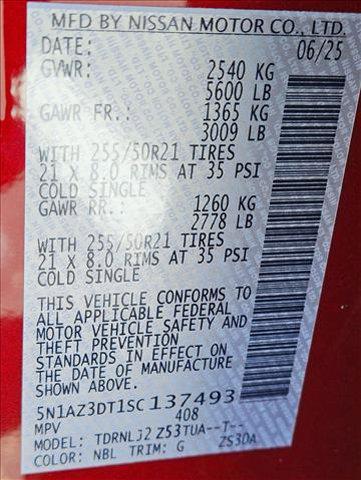 MFD BY NISSAN MOTOR CO., LTD.
DATE: 06/25
GVWR: 2540 KG
5600 LB
GAWR FR.: 1365 KG
3009 LB
WITH 255/50R21 TIRES
21 X 8.0 RIMS AT 35 PSI
COLD SINGLE
GAWR RR.: 1260 KG
2778 LB
WITH 255/50R21 TIRES
21 X 8.0 RIMS AT 35 PSI
COLD SINGLE
THIS VEHICLE CONFORMS TO
ALL APPLICABLE FEDERAL
MOTOR VEHICLE SAFETY AND
THEFT PREVENTION
STANDARDS IN EFFECT ON
THE DATE OF MANUFACTURE
SHOWN ABOVE.
5N1AZ3DT1SC137493
MPV 408
MODEL: TDRNLJ2 Z53TUA--T--
COLOR: NBL TRIM: G ZS30A